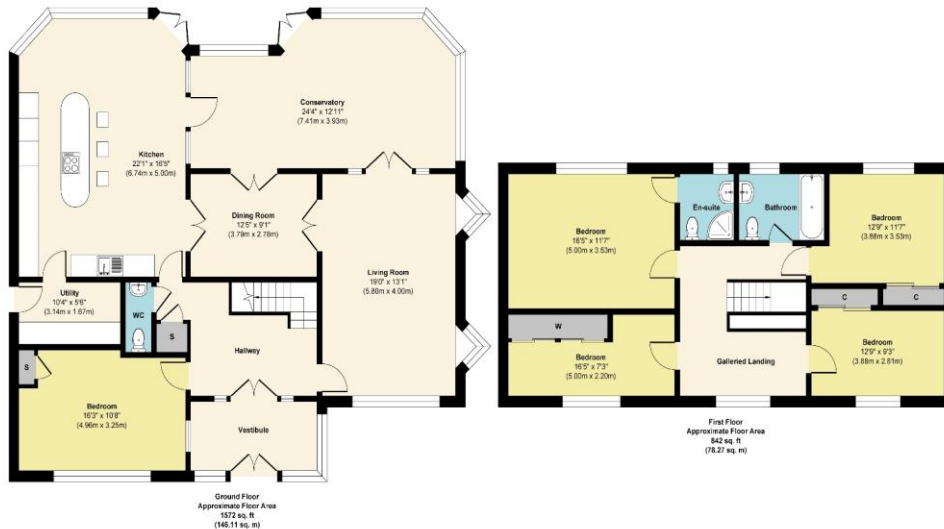 Conservatory
24'4" x 12'11"
(7.41m x 3.93m)
Kitchen
22'1" x 16'5"
(6.74m x 5.00m)
Dining Room
12'5" x 9'1"
(3.79m x 2.78m)
Living Room
19'0" x 13'1"
(5.80m x 4.00m)
Utility
10'4" x 5'6"
(3.14m x 1.67m)
WC
S
Hallway
S
Bedroom
16'3" x 10'8"
(4.96m x 3.25m)
Vestibule
Ground Floor
Approximate Floor Area
1572 sq. ft
(146.11 sq. m)
Bedroom
16'5" x 11'7"
(5.00m x 3.53m)
En-suite
Bathroom
Bedroom
12'9" x 11'7"
(3.88m x 3.53m)
W
C
C
Bedroom
16'5" x 7'3"
(5.00m x 2.20m)
Galleried Landing
Bedroom
12'9" x 9'3"
(3.88m x 2.81m)
First Floor
Approximate Floor Area
842 sq. ft
(78.27 sq. m)